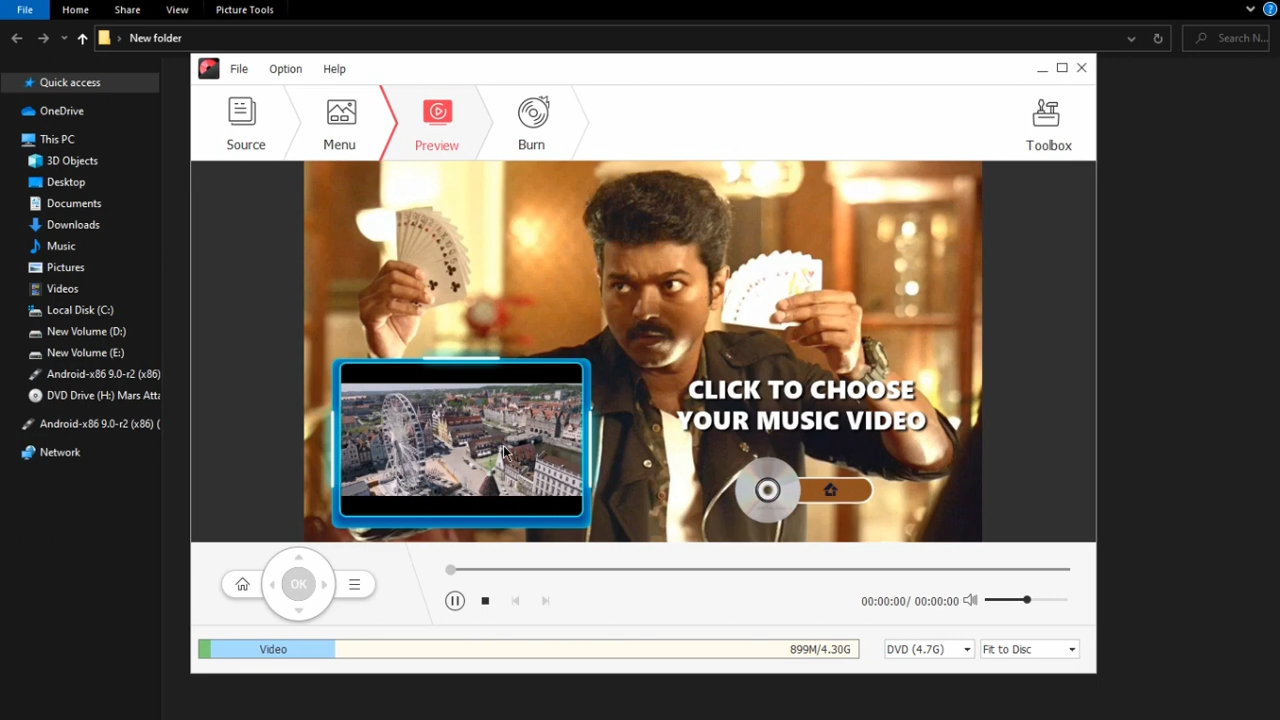 File
Home
Share
View
Picture Tools
New folder
Search N...
Quick access
OneDrive
This PC
3D Objects
Desktop
Documents
Downloads
Music
Pictures
Videos
Local Disk (C:)
New Volume (D:)
New Volume (E:)
Android-x86 9.0-r2 (x86)
DVD Drive (H:) Mars Atta
Android-x86 9.0-r2 (x86) (
Network
File
Option
Help
Source
Menu
Preview
Burn
Toolbox
CLICK TO CHOOSE
YOUR MUSIC VIDEO
OK
00:00:00/ 00:00:00
Video
899M/4.30G
DVD (4.7G)
Fit to Disc